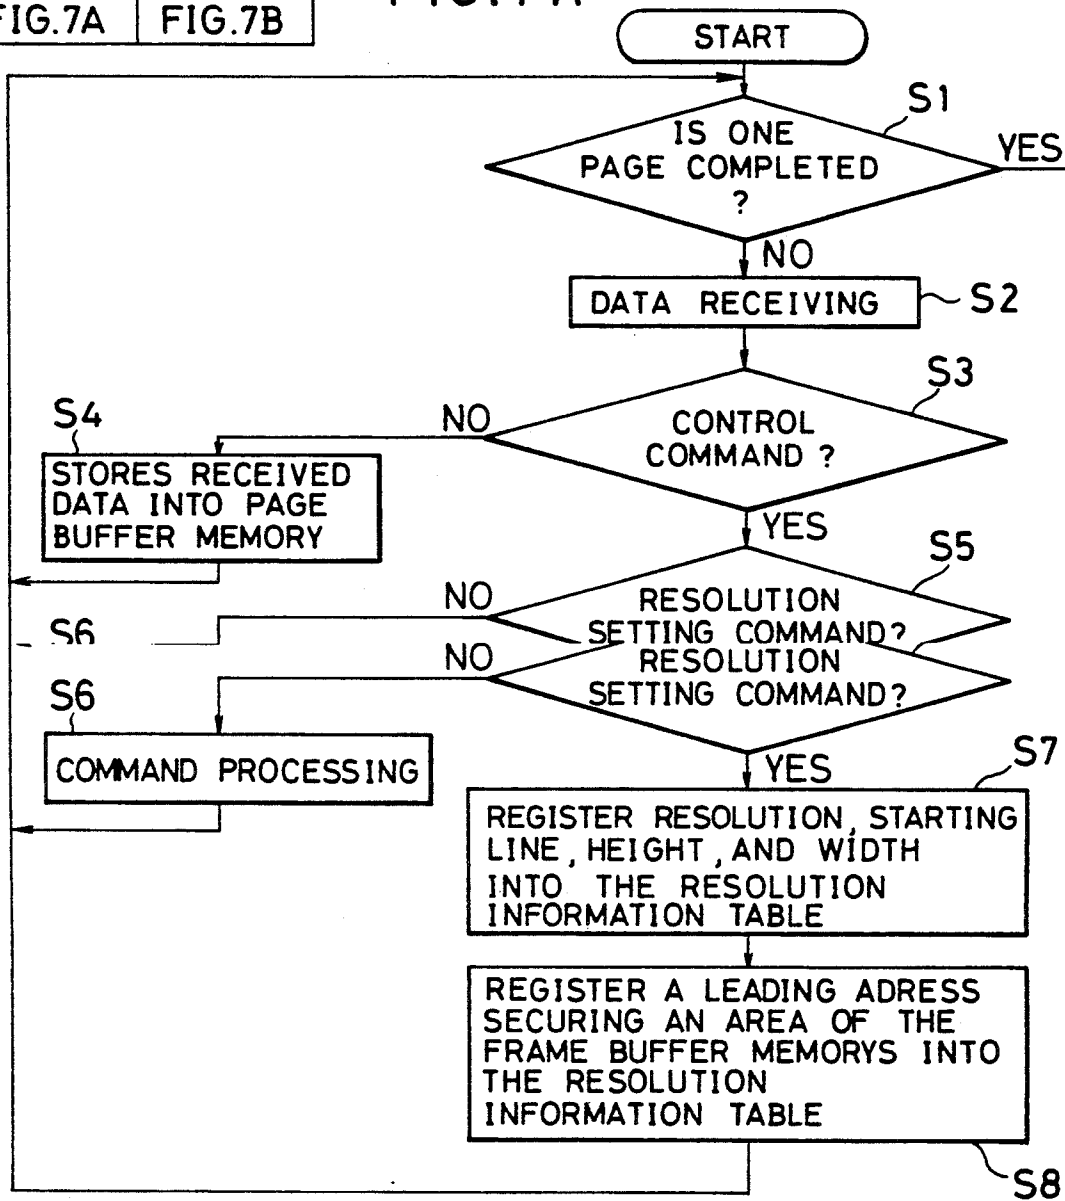 FIG.7A FIG.7B
START
S1
IS ONE
PAGE COMPLETED
?
YES
NO
DATA RECEIVING
S2
S3
CONTROL
COMMAND ?
NO
S4
STORES RECEIVED
DATA INTO PAGE
BUFFER MEMORY
YES
S5
NO
RESOLUTION
SETTING COMMAND?
S6
NO
RESOLUTION
SETTING COMMAND?
S6
COMMAND PROCESSING
YES
S7
REGISTER RESOLUTION, STARTING
LINE, HEIGHT, AND WIDTH
INTO THE RESOLUTION
INFORMATION TABLE
REGISTER A LEADING ADRESS
SECURING AN AREA OF THE
FRAME BUFFER MEMORYS INTO
THE RESOLUTION
INFORMATION TABLE
S8